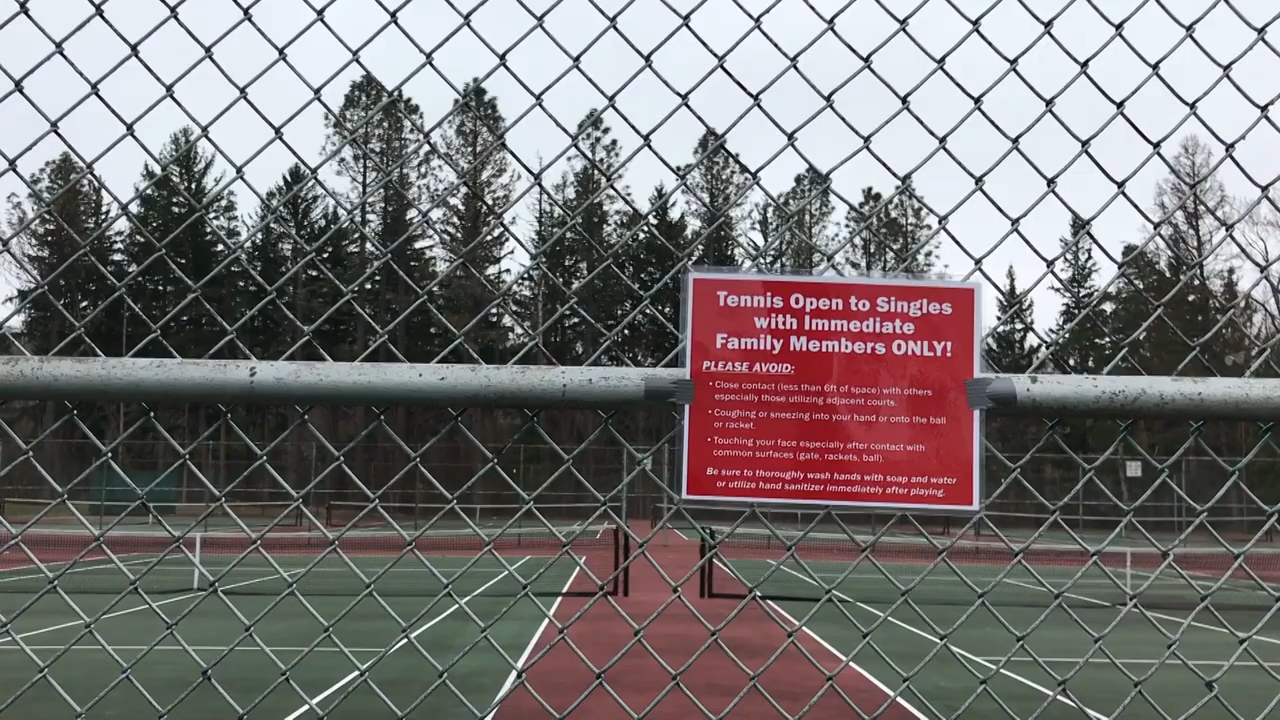 Tennis Open to Singles
with Immediate
Family Members ONLY!
PLEASE AVOID:
• Close contact (less than 6ft of space) with others
especially those utilizing adjacent courts.
• Coughing or sneezing into your hand or onto the ball
or racket.
• Touching your face especially after contact with
common surfaces (gate, rackets, ball).
Be sure to thoroughly wash hands with soap and water
or utilize hand sanitizer immediately after playing.